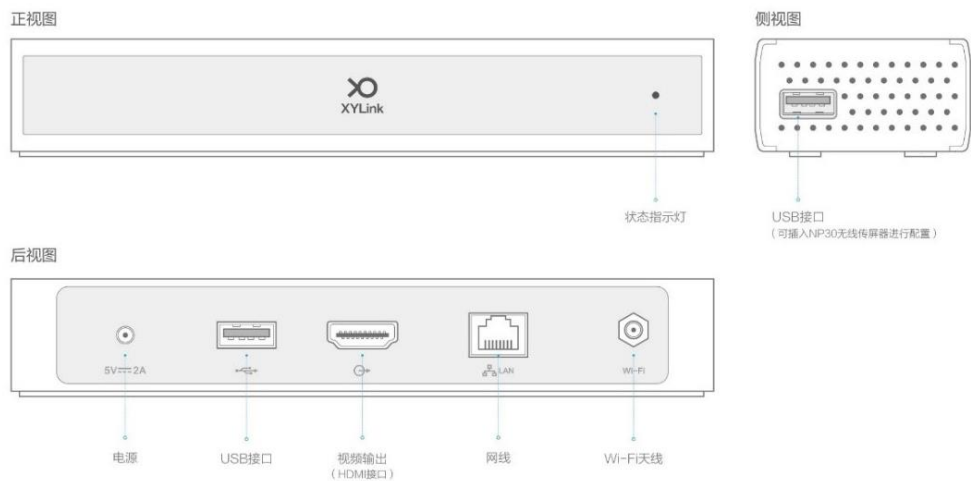 正视图
侧视图
XYLink
状态指示灯
USB接口
（可插入NP30无线传屏器进行配置）
后视图
5V⎓2A
LAN
Wi-Fi
电源
USB接口
视频输出
（HDMI接口）
网线
Wi-Fi天线